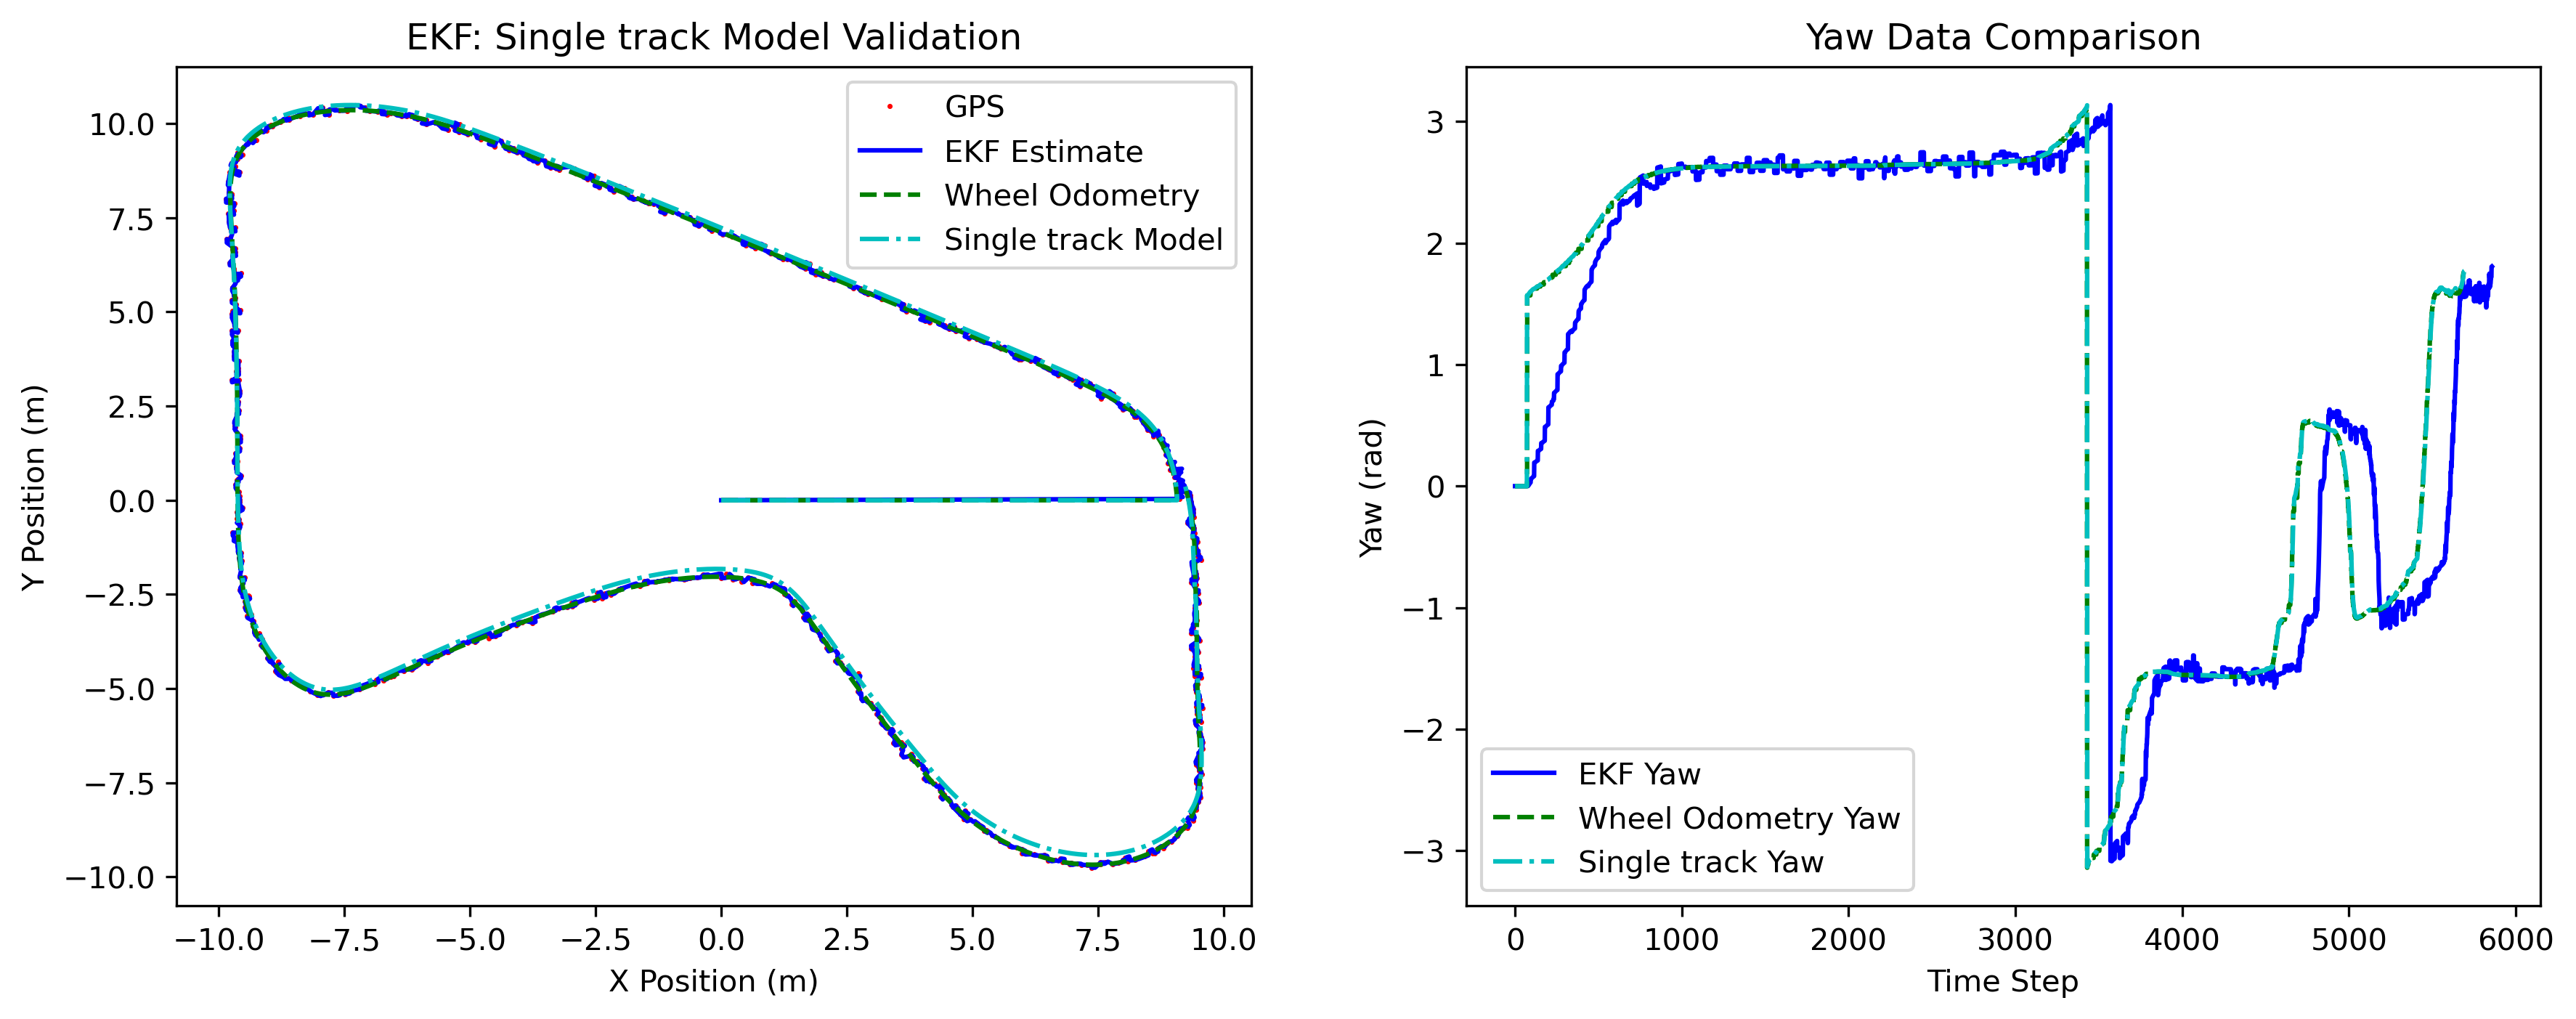 EKF: Single track Model Validation
GPS
EKF Estimate
Wheel Odometry
Single track Model
10.0
7.5
5.0
2.5
0.0
−2.5
−5.0
−7.5
−10.0
Y Position (m)
−10.0 −7.5 −5.0 −2.5 0.0 2.5 5.0 7.5 10.0
X Position (m)
Yaw Data Comparison
3
2
1
0
−1
−2
−3
Yaw (rad)
EKF Yaw
Wheel Odometry Yaw
Single track Yaw
0 1000 2000 3000 4000 5000 6000
Time Step